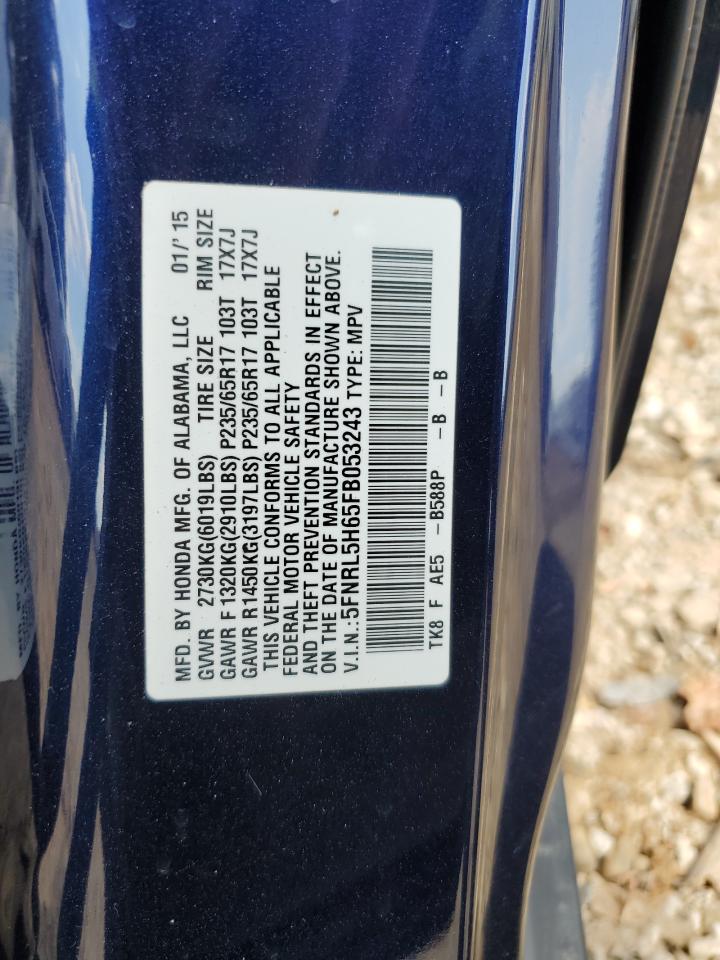 MFD. BY HONDA MFG. OF ALABAMA, LLC 01/' 15
GVWR 2730KG(6019LBS) TIRE SIZE RIM SIZE
GAWR F 1320KG(2910LBS) P235/65R17 103T 17X7J
GAWR R 1450KG(3197LBS) P235/65R17 103T 17X7J
THIS VEHICLE CONFORMS TO ALL APPLICABLE
FEDERAL MOTOR VEHICLE SAFETY
AND THEFT PREVENTION STANDARDS IN EFFECT
ON THE DATE OF MANUFACTURE SHOWN ABOVE.
V.I.N.:5FNRL5H65FB053243 TYPE: MPV
TK8 F AE5 -B588P -B -B